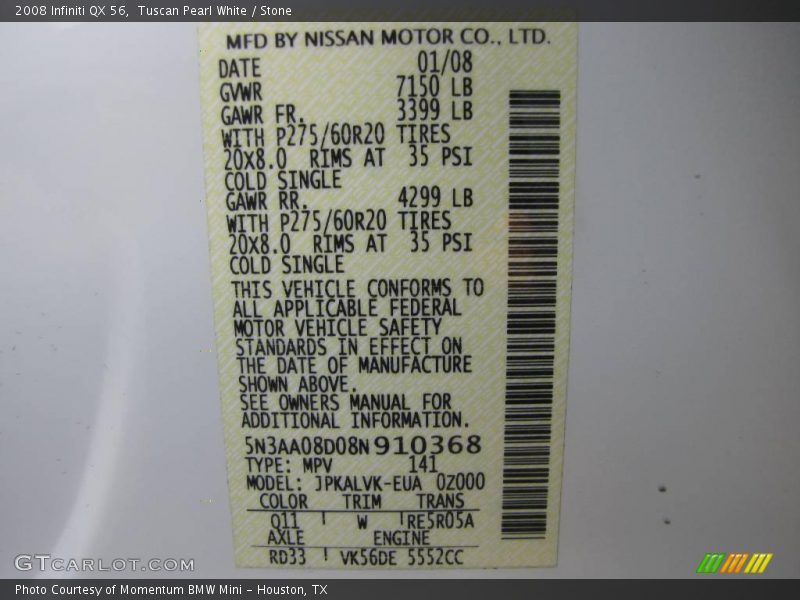 2008 Infiniti QX 56, Tuscan Pearl White / Stone
MFD BY NISSAN MOTOR CO., LTD.
DATE 01/08
GVWR 7150 LB
GAWR FR. 3399 LB
WITH P275/60R20 TIRES
20X8.0 RIMS AT 35 PSI
COLD SINGLE
GAWR RR. 4299 LB
WITH P275/60R20 TIRES
20X8.0 RIMS AT 35 PSI
COLD SINGLE
THIS VEHICLE CONFORMS TO
ALL APPLICABLE FEDERAL
MOTOR VEHICLE SAFETY
STANDARDS IN EFFECT ON
THE DATE OF MANUFACTURE
SHOWN ABOVE.
SEE OWNERS MANUAL FOR
ADDITIONAL INFORMATION.
5N3AA08D08N910368
TYPE: MPV 141
MODEL: JPKALVK-EUA 0Z000
COLOR TRIM TRANS
Q11 W RE5R05A
AXLE ENGINE
RD33 VK56DE 5552CC
GTCARLOT.COM
Photo Courtesy of Momentum BMW Mini - Houston, TX